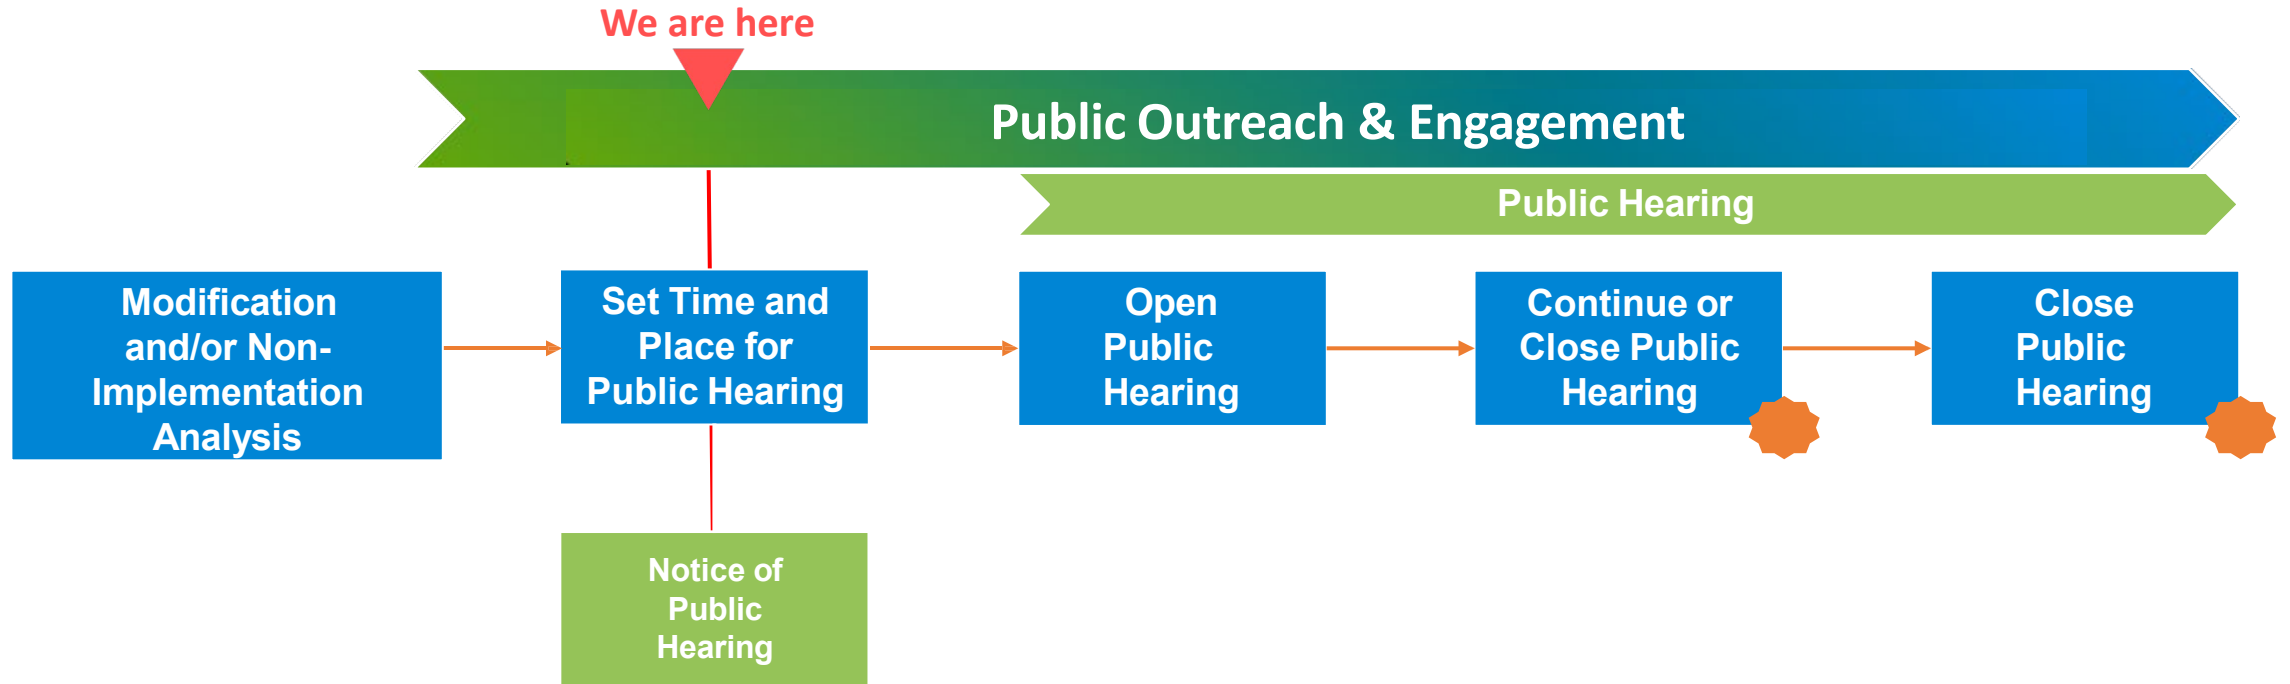 We are here
Public Outreach & Engagement
Public Hearing
Modification
and/or Non-
Implementation
Analysis
Set Time and
Place for
Public Hearing
Open
Public
Hearing
Continue or
Close Public
Hearing
Close
Public
Hearing
Notice of
Public
Hearing